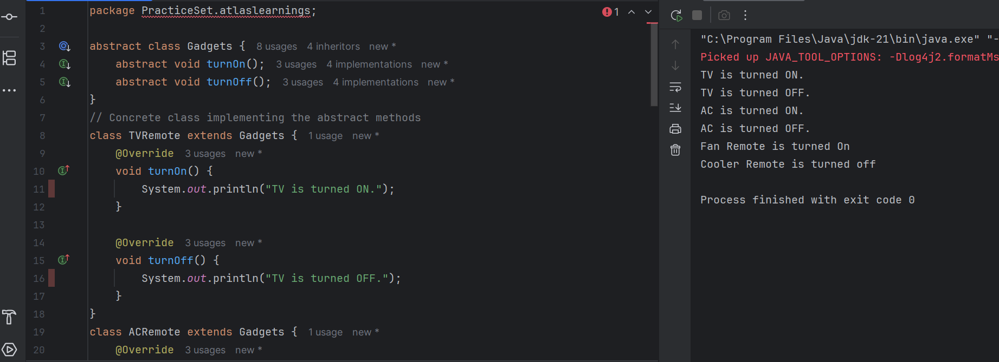 1 package PracticeSet.atlaslearnings;
1
2
3 abstract class Gadgets { 8 usages 4 inheritors new *
4 abstract void turnOn(); 3 usages 4 implementations new *
5 abstract void turnOff(); 3 usages 4 implementations new *
6 }
7 // Concrete class implementing the abstract methods
8 class TVRemote extends Gadgets { 1 usage new *
9 @Override 3 usages new *
10 void turnOn() {
11 System.out.println("TV is turned ON.");
12 }
13
14 @Override 3 usages new *
15 void turnOff() {
16 System.out.println("TV is turned OFF.");
17 }
18 }
19 class ACRemote extends Gadgets { 1 usage new *
20 @Override 3 usages new *
"C:\Program Files\Java\jdk-21\bin\java.exe" "-
Picked up JAVA_TOOL_OPTIONS: -Dlog4j2.formatMs
TV is turned ON.
TV is turned OFF.
AC is turned ON.
AC is turned OFF.
Fan Remote is turned On
Cooler Remote is turned off
Process finished with exit code 0